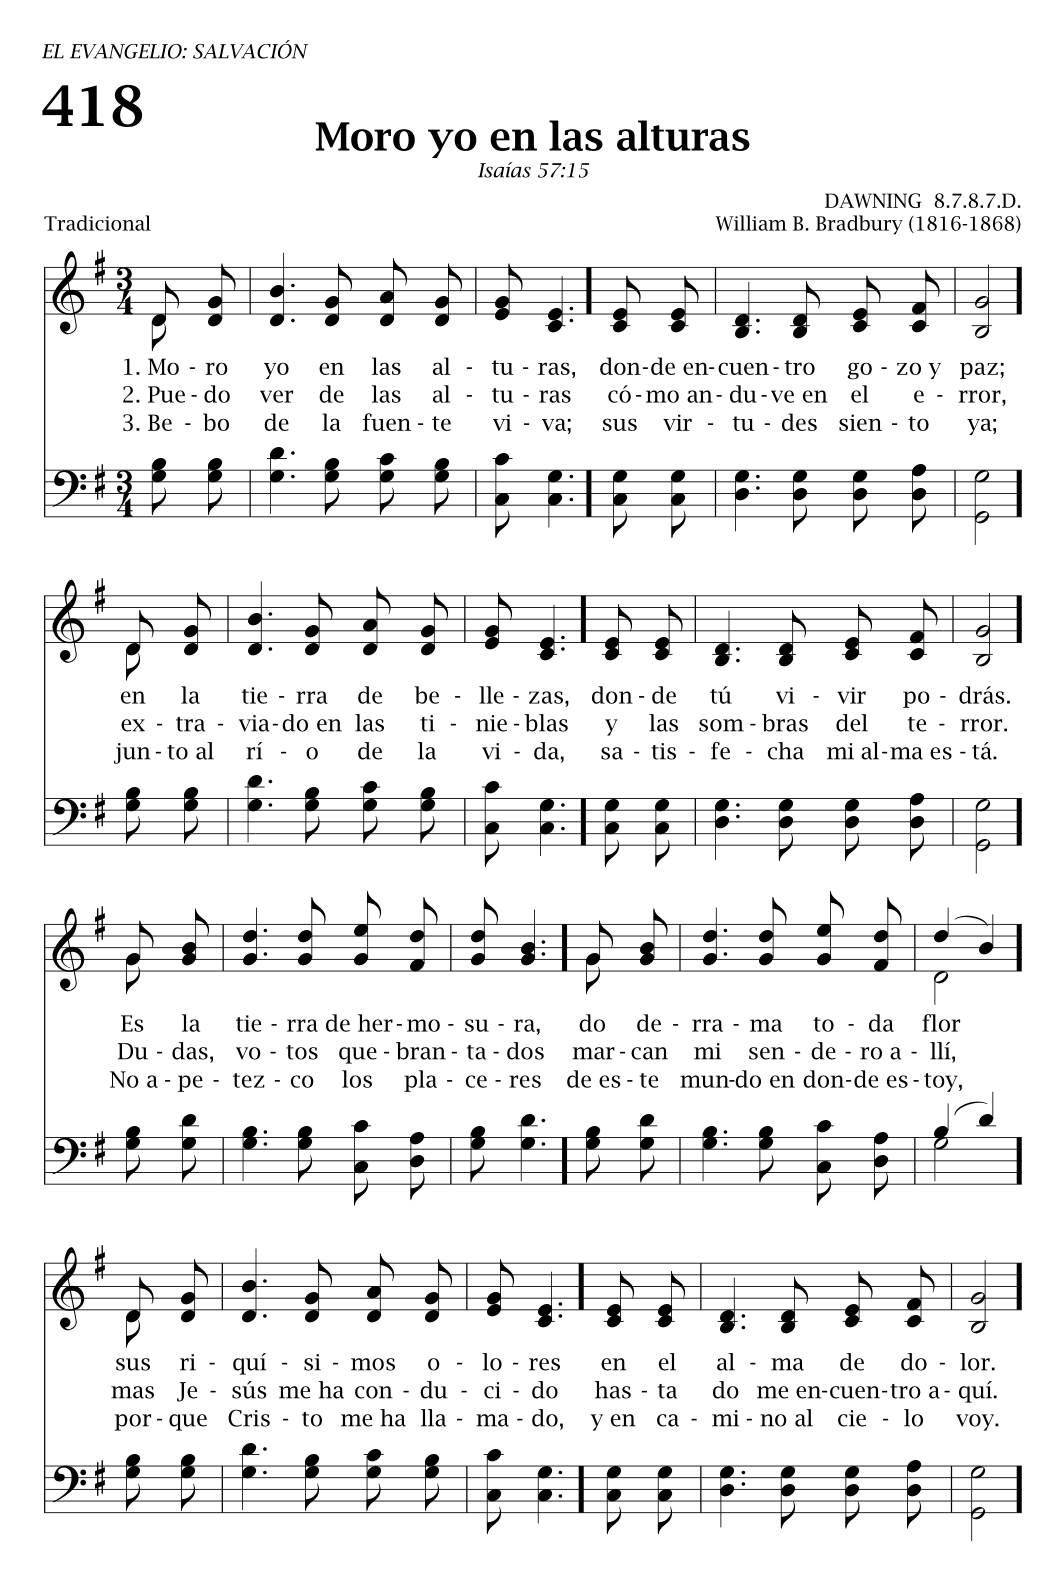 EL EVANGELIO: SALVACIÓN
418
Moro yo en las alturas
Isaías 57:15
DAWNING 8.7.8.7.D.
Tradicional
William B. Bradbury (1816-1868)
3
4
1. Mo - ro yo en las al - tu - ras, don - de en - cuen - tro go - zo y paz;
2. Pue - do ver de las al - tu - ras có - mo an - du - ve en el e - rror,
3. Be - bo de la fuen - te vi - va; sus vir - tu - des sien - to ya;
3
4
en la tie - rra de be - lle - zas, don - de tú vi - vir po - drás.
ex - tra - via - do en las ti - nie - blas y las som - bras del te - rror.
jun - to al rí - o de la vi - da, sa - tis - fe - cha mi al - ma es - tá.
Es la tie - rra de her - mo - su - ra, do de - rra - ma to - da flor
Du - das, vo - tos que - bran - ta - dos mar - can mi sen - de - ro a - llí,
No a - pe - tez - co los pla - ce - res de es - te mun - do en don - de es - toy,
sus ri - quí - si - mos o - lo - res en el al - ma de do - lor.
mas Je - sús me ha con - du - ci - do has - ta do me en - cuen - tro a - quí.
por - que Cris - to me ha lla - ma - do, y en ca - mi - no al cie - lo voy.